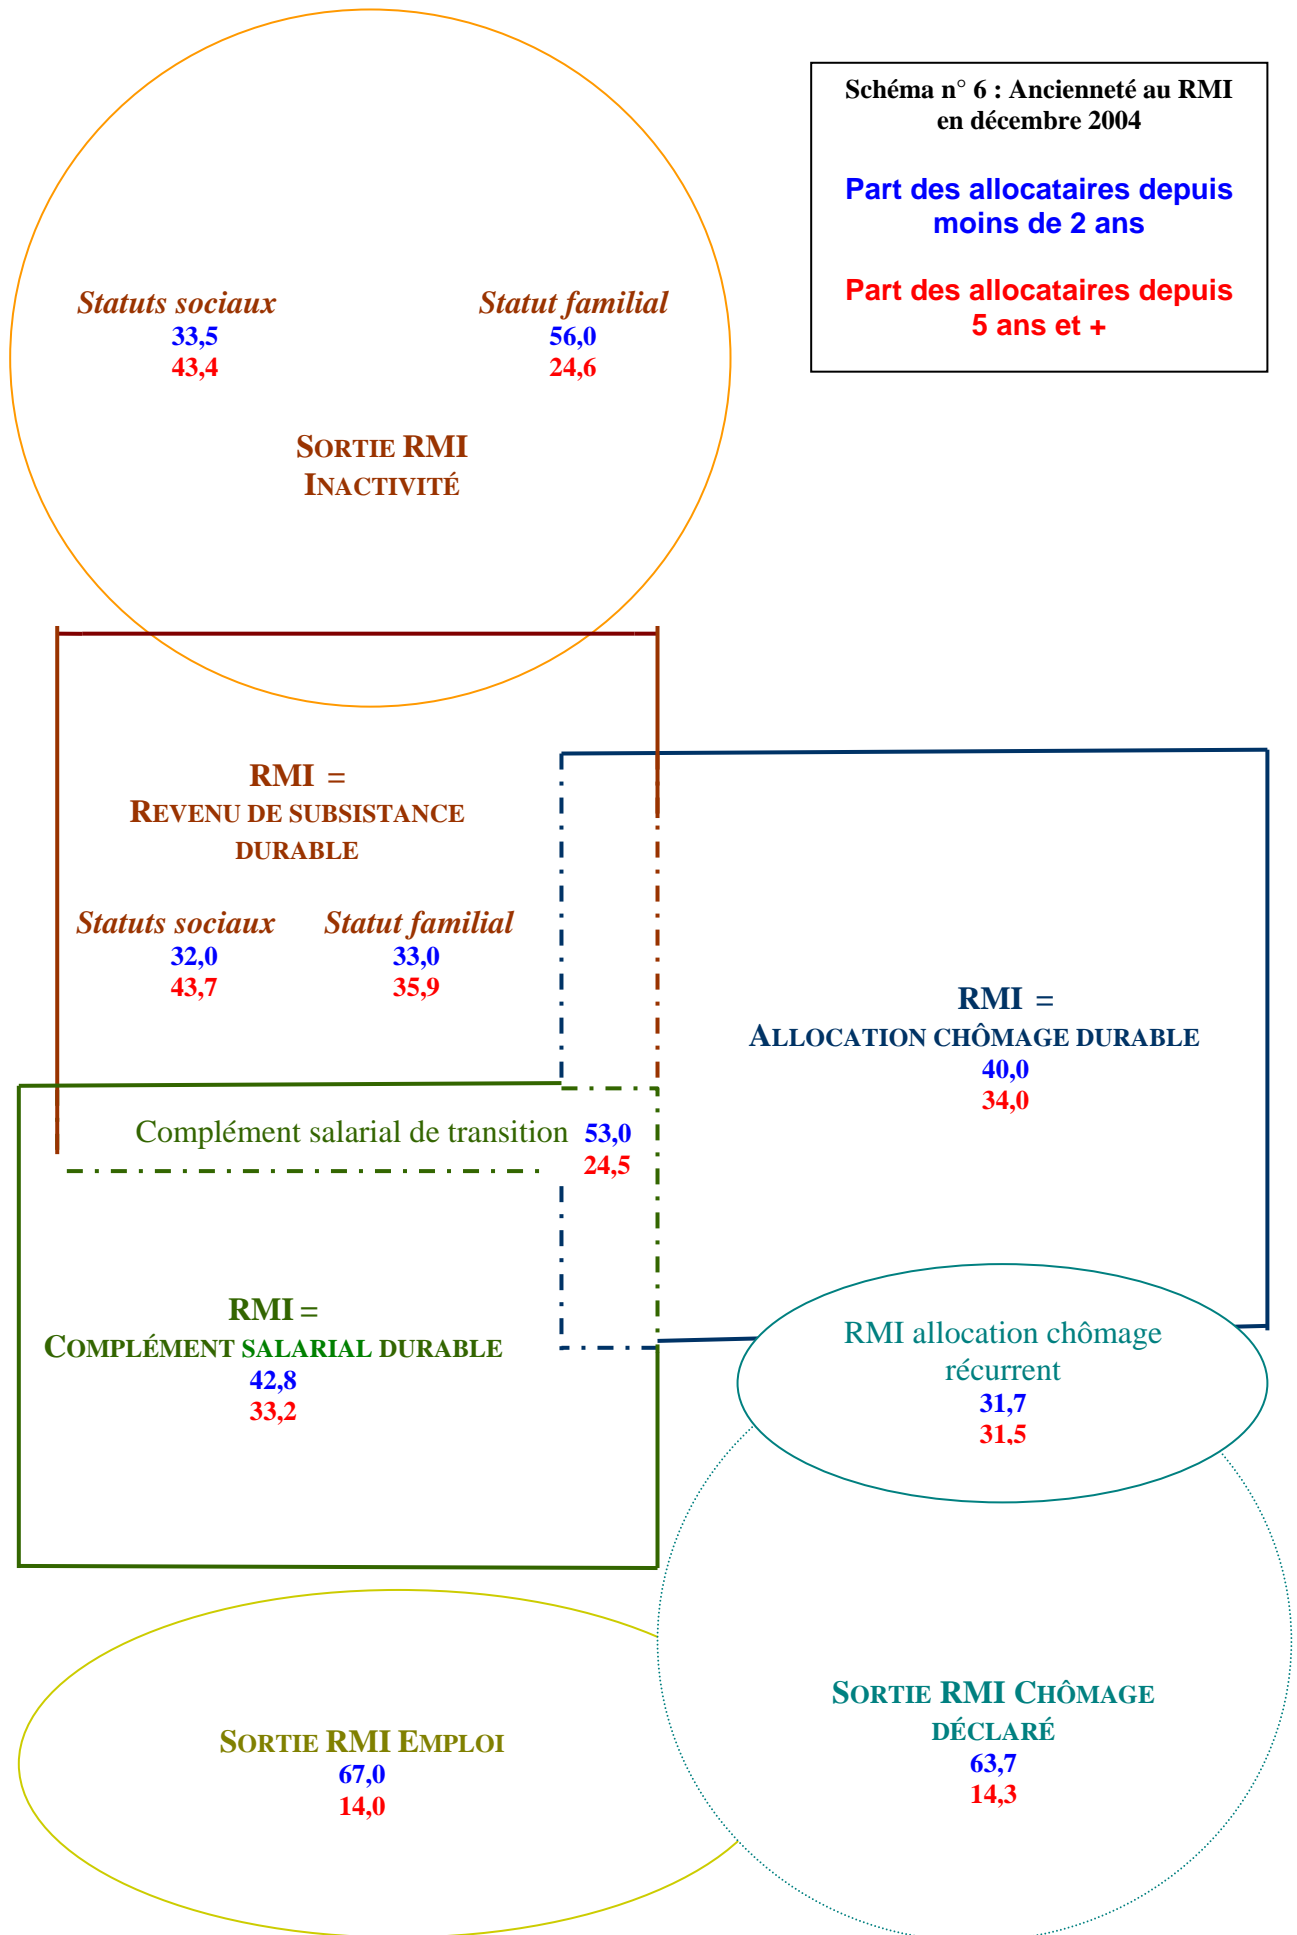 Schéma n° 6 : Ancienneté au RMI
en décembre 2004
Part des allocataires depuis
moins de 2 ans
Part des allocataires depuis
5 ans et +
Statuts sociaux
33,5
43,4
Statut familial
56,0
24,6
SORTIE RMI
INACTIVITÉ
RMI =
REVENU DE SUBSISTANCE
DURABLE
Statuts sociaux
32,0
43,7
Statut familial
33,0
35,9
RMI =
ALLOCATION CHÔMAGE DURABLE
40,0
34,0
Complément salarial de transition
53,0
24,5
RMI =
COMPLÉMENT SALARIAL DURABLE
42,8
33,2
RMI allocation chômage
récurrent
31,7
31,5
SORTIE RMI EMPLOI
67,0
14,0
SORTIE RMI CHÔMAGE
DÉCLARÉ
63,7
14,3